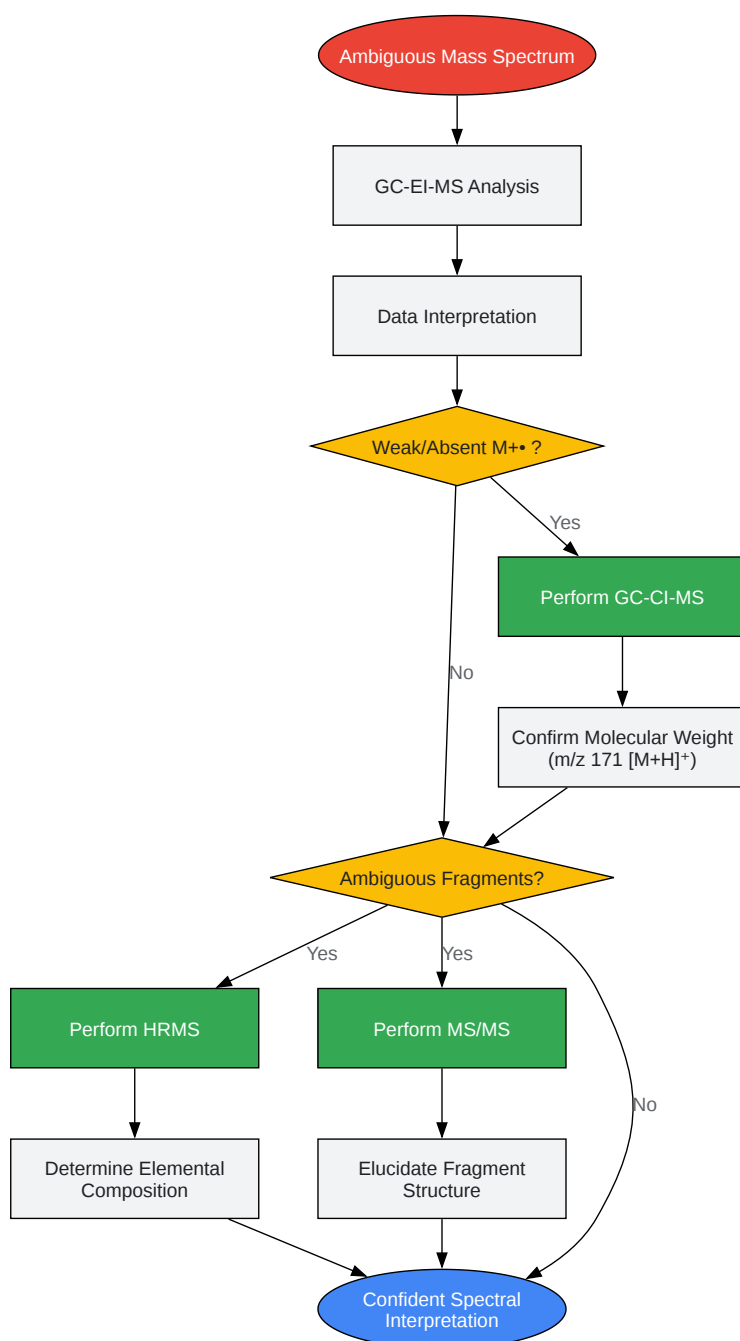 Ambiguous Mass Spectrum
GC-EI-MS Analysis
Data Interpretation
Weak/Absent M+• ?
Yes
Perform GC-CI-MS
No
Confirm Molecular Weight
(m/z 171 [M+H]⁺)
Ambiguous Fragments?
Yes
Yes
Perform HRMS
Perform MS/MS
No
Determine Elemental
Composition
Elucidate Fragment
Structure
Confident Spectral
Interpretation